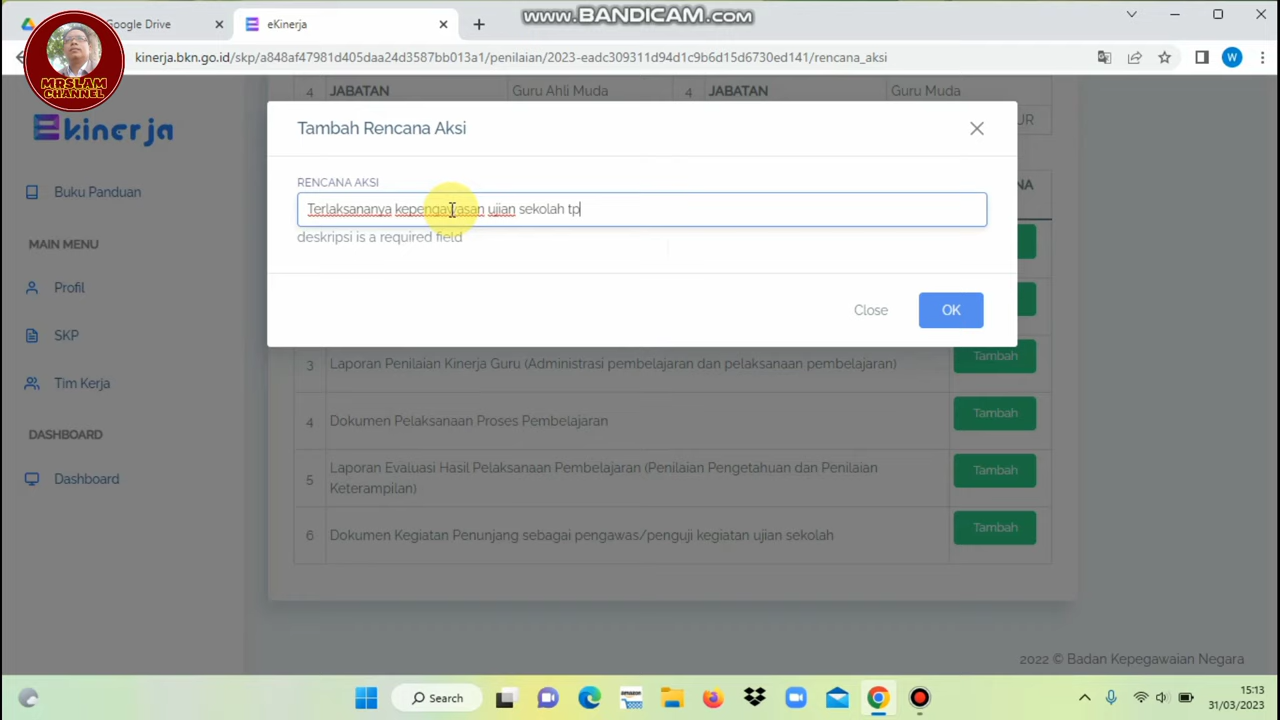 www.BANDICAM.com
Google Drive
eKinerja
MRSLAM
CHANNEL
kinerja.bkn.go.id/skp/a848af47981d405daa24d3587bb013a1/penilaian/2023-eadc309311d94d1c9b6d15d6730ed141/rencana_aksi
W
Ekinerja
Buku Panduan
MAIN MENU
Profil
SKP
Tim Kerja
DASHBOARD
Dashboard
4 JABATAN Guru Ahli Muda 4 JABATAN Guru Muda
UR
NA
Tambah Rencana Aksi
RENCANA AKSI
Terlaksananya kepengawasan ujian sekolah tp
deskripsi is a required field
Close OK
3 Laporan Penilaian Kinerja Guru (Administrasi pembelajaran dan pelaksanaan pembelajaran) Tambah
4 Dokumen Pelaksanaan Proses Pembelajaran Tambah
5 Laporan Evaluasi Hasil Pelaksanaan Pembelajaran (Penilaian Pengetahuan dan Penilaian
Keterampilan) Tambah
6 Dokumen Kegiatan Penunjang sebagai pengawas/penguji kegiatan ujian sekolah Tambah
2022 © Badan Kepegawaian Negara
Search
15:13
31/03/2023